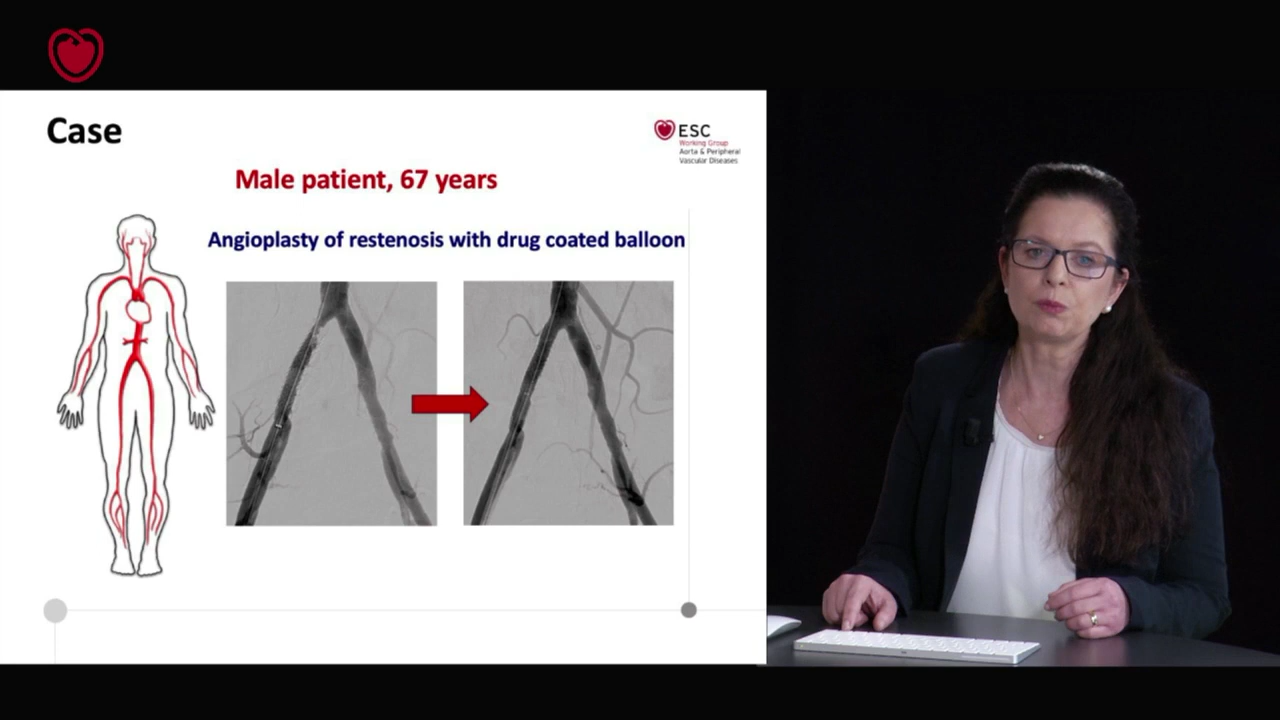 Case
ESC
Working Group
Aorta & Peripheral
Vascular Diseases
Male patient, 67 years
Angioplasty of restenosis with drug coated balloon